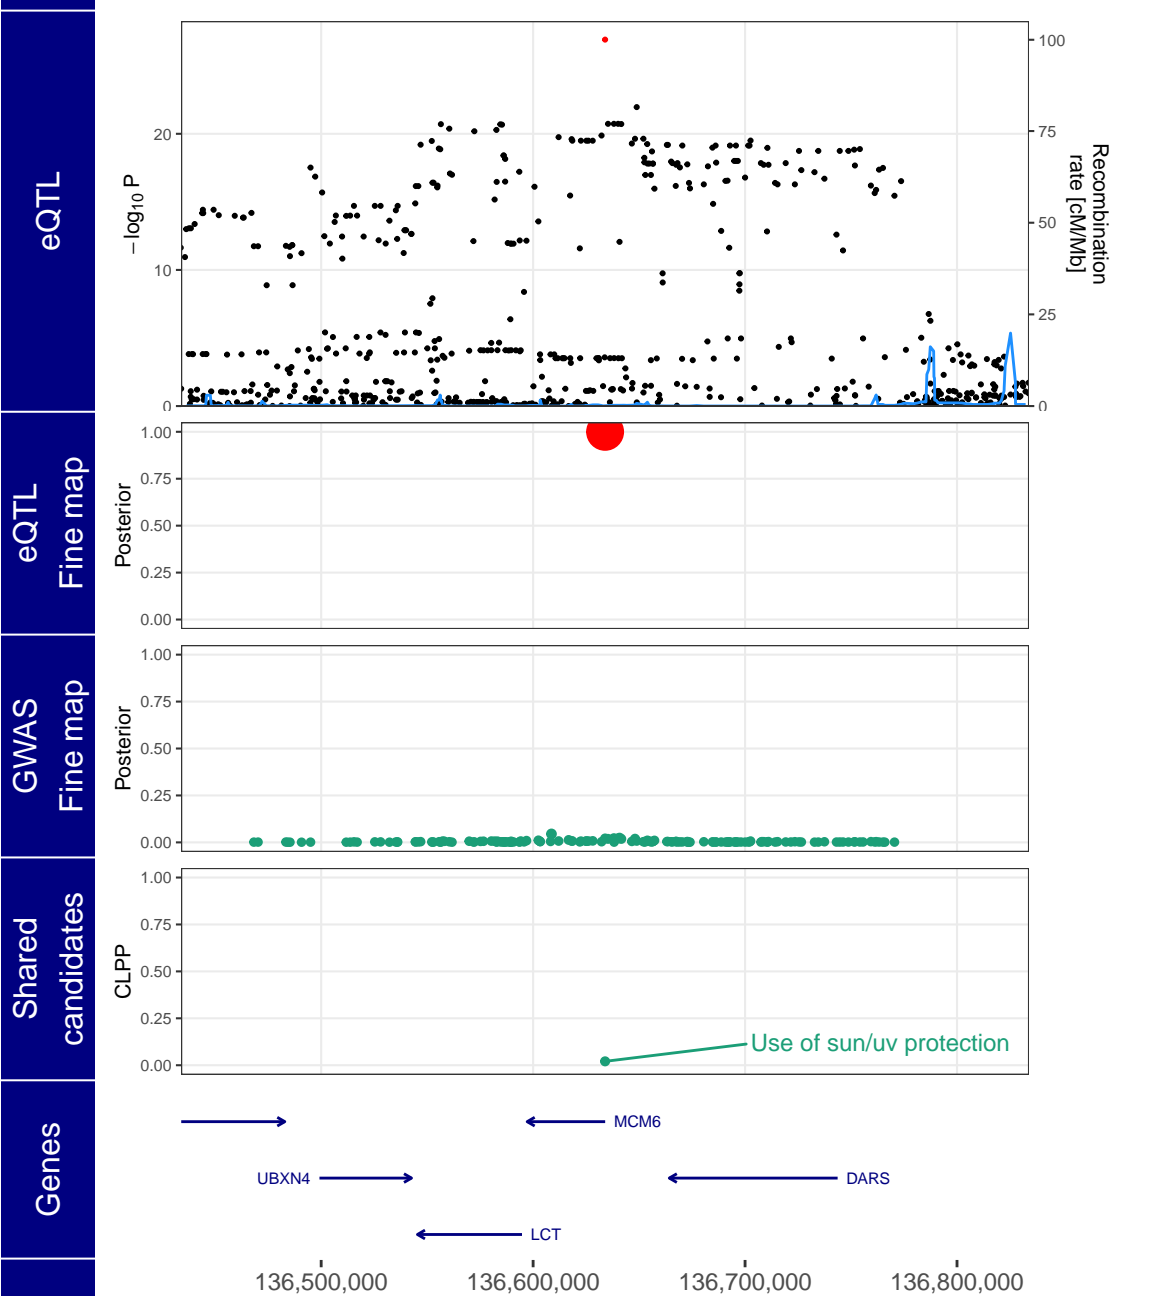 eQTL
20
10
0
−log10 P
100
75
50
25
0
Recombination
rate [cM/Mb]
eQTL
Fine map
Posterior
1.00
0.75
0.50
0.25
0.00
GWAS
Fine map
Posterior
1.00
0.75
0.50
0.25
0.00
Shared
candidates
CLPP
1.00
0.75
0.50
0.25
0.00
Use of sun/uv protection
Genes
MCM6
UBXN4
DARS
LCT
136,500,000
136,600,000
136,700,000
136,800,000